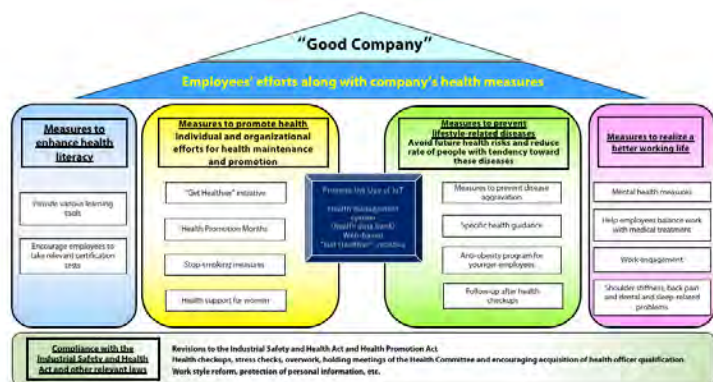 "Good Company"
Employees' efforts along with company's health measures
Measures to
enhance health
literacy
Provide various learning
tools
Encourage employees to
take relevant certification
tests
Measures to promote health
Individual and organizational
efforts for health maintenance
and promotion
"Get Healthier" initiative
Health Promotion Months
Stop-smoking measures
Health support for women
Promote the Use of IoT
Health management
system
(health data bank)
Web-based
"Get Healthier" initiative
Measures to prevent
lifestyle-related diseases
Avoid future health risks and reduce
rate of people with tendency toward
these diseases
Measures to prevent disease
aggravation
Specific health guidance
Anti-obesity program for
younger employees
Follow-up after health
checkups
Measures to realize a
better working life
Mental health measures
Help employees balance work
with medical treatment
Work engagement
Shoulder stiffness, back pain
and dental and sleep-related
problems
Compliance with the
Industrial Safety and Health
Act and other relevant laws
Revisions to the Industrial Safety and Health Act and Health Promotion Act
Health checkups, stress checks, overwork, holding meetings of the Health Committee and encouraging acquisition of health officer qualification
Work style reform, protection of personal information, etc.